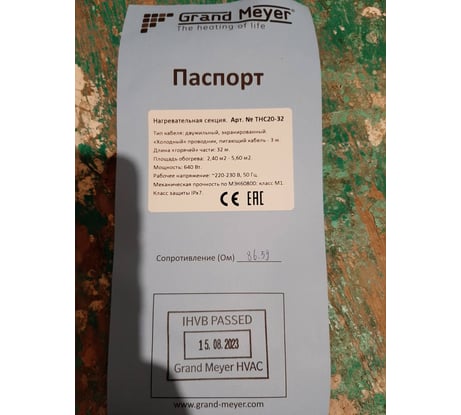 Grand Meyer®
The heating of life
Паспорт
Нагревательная секция. Арт. № THC20-32
Тип кабеля: двужильный, экранированный.
«Холодный» проводник, питающий кабель - 3 м.
Длина «горячей» части: 32 м.
Площадь обогрева: 2,40 м2 - 5,60 м2.
Мощность: 640 Вт.
Рабочее напряжение: ~220-230 В, 50 Гц.
Механическая прочность по МЭК60800: класс М1.
Класс защиты IPx7.
CE EAC
Сопротивление (Ом) 86.59
IHVB PASSED
15.08.2023
Grand Meyer HVAC
www.grand-meyer.com